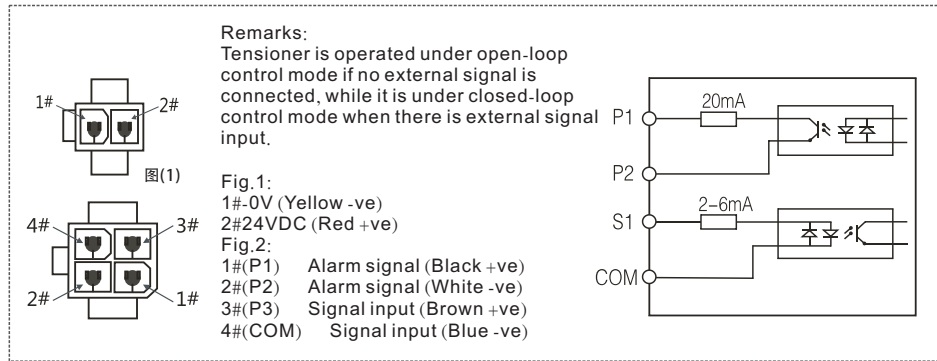 1#
2#
图(1)
4#
3#
2#
1#
Remarks:
Tensioner is operated under open-loop
control mode if no external signal is
connected, while it is under closed-loop
control mode when there is external signal
input.
Fig.1:
1#-0V (Yellow -ve)
2#24VDC (Red +ve)
Fig.2:
1#(P1) Alarm signal (Black +ve)
2#(P2) Alarm signal (White -ve)
3#(P3) Signal input (Brown +ve)
4#(COM) Signal input (Blue -ve)
P1
20mA
P2
S1
2-6mA
COM